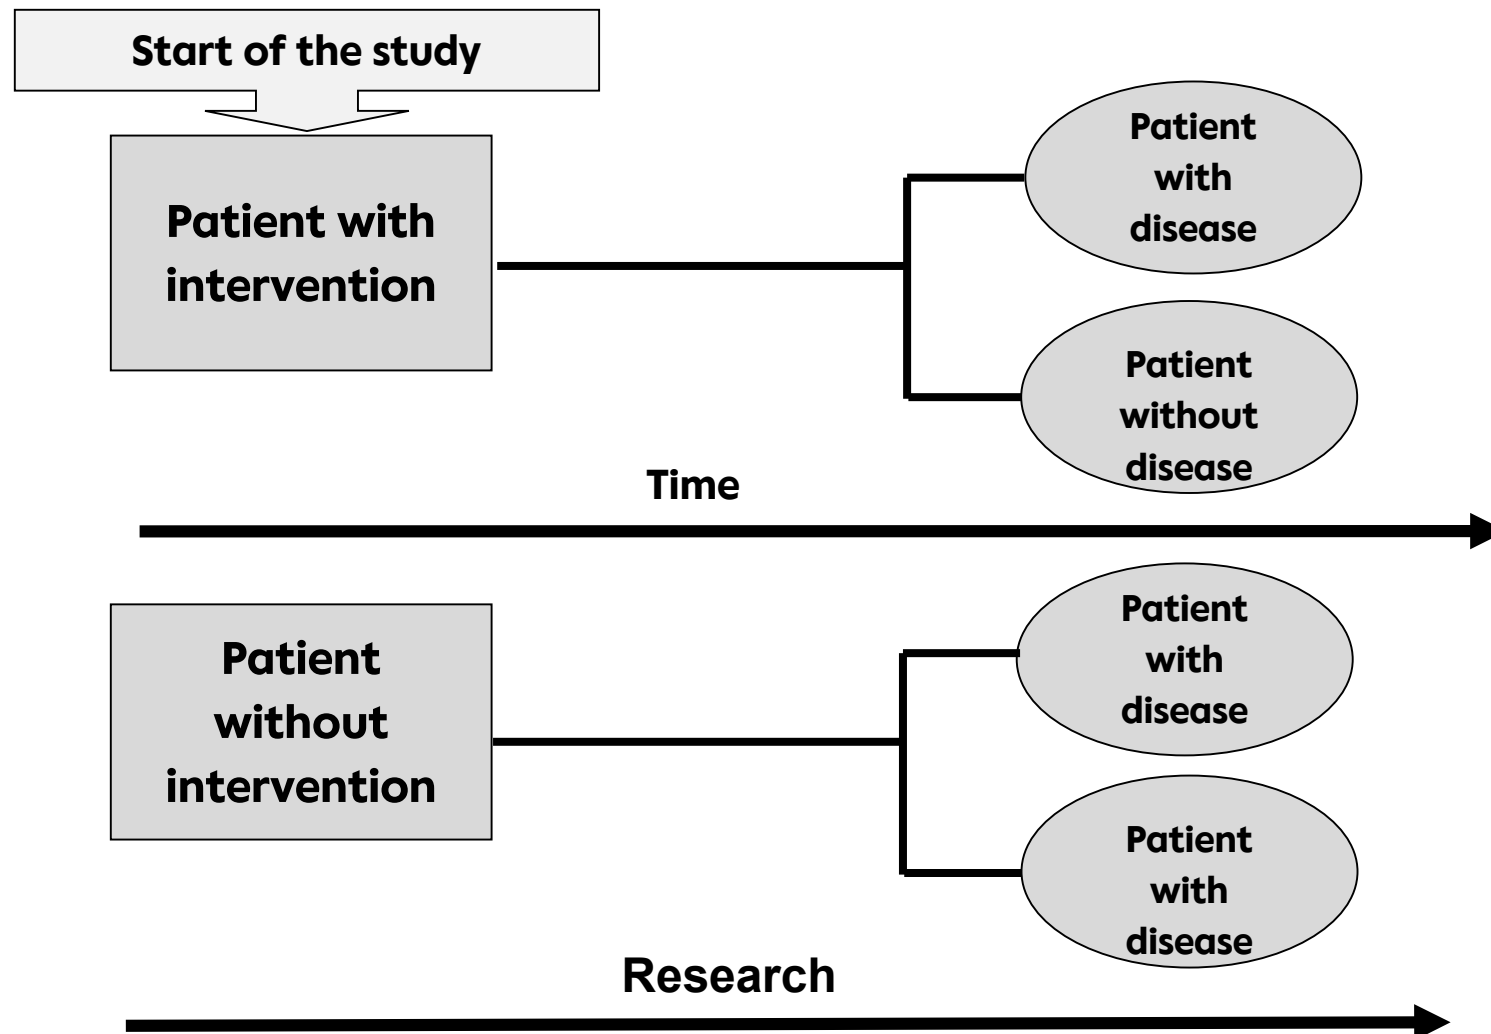 Start of the study
Patient with
intervention
Patient
with
disease
Patient
without
disease
Time
Patient
without
intervention
Patient
with
disease
Patient
with
disease
Research